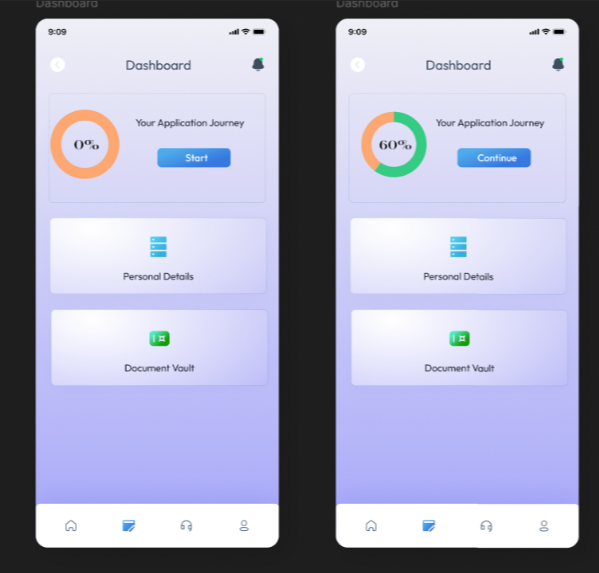 Dashboard
9:09
Dashboard
0%
Your Application Journey
Start
Personal Details
Document Vault
Dashboard
9:09
Dashboard
60%
Your Application Journey
Continue
Personal Details
Document Vault